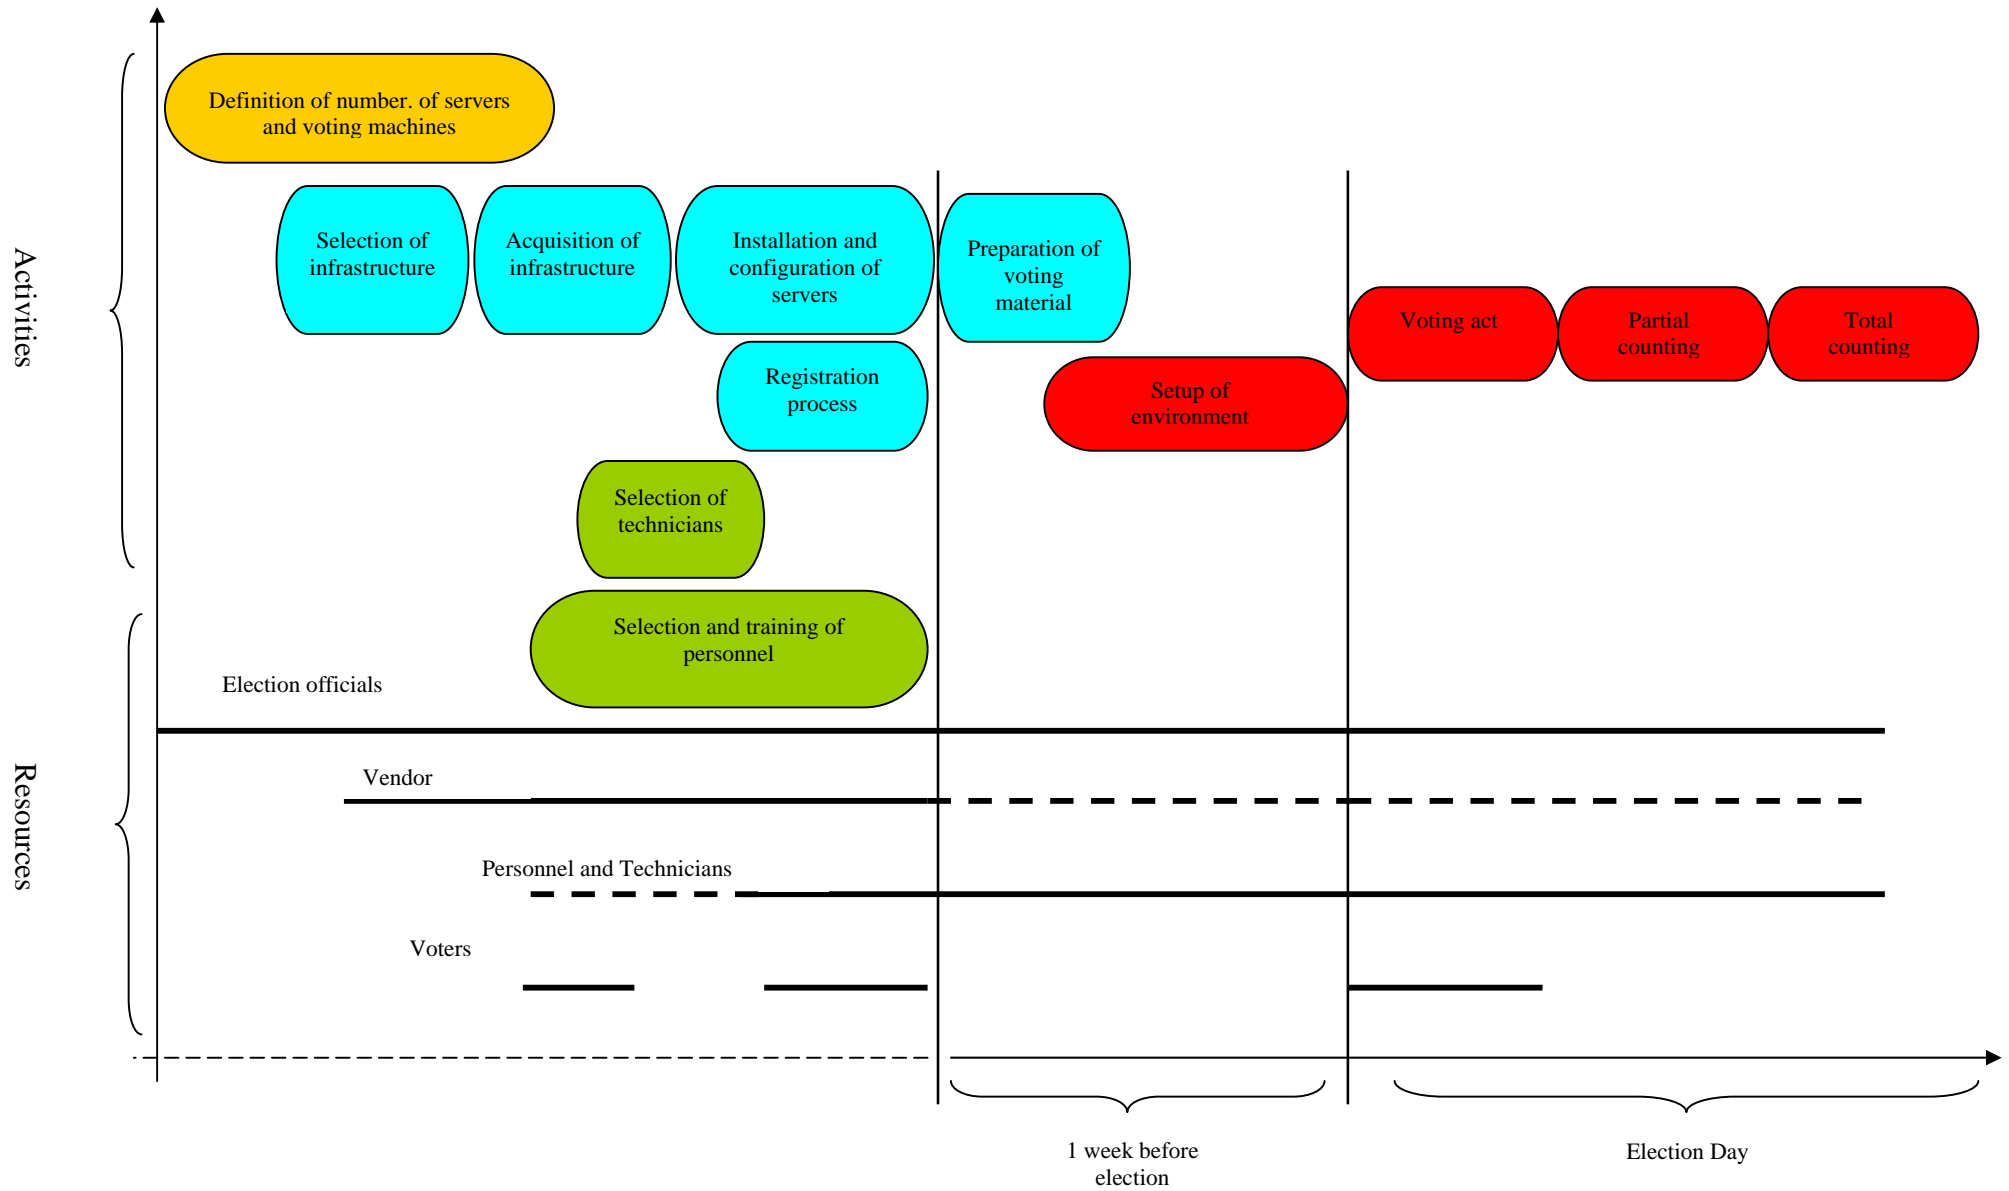 Activities
Definition of number. of servers
and voting machines
Selection of
infrastructure
Acquisition of
infrastructure
Installation and
configuration of
servers
Preparation of
voting
material
Voting act
Partial
counting
Total
counting
Registration
process
Setup of
environment
Selection of
technicians
Selection and training of
personnel
Resources
Election officials
Vendor
Personnel and Technicians
Voters
1 week before
election
Election Day